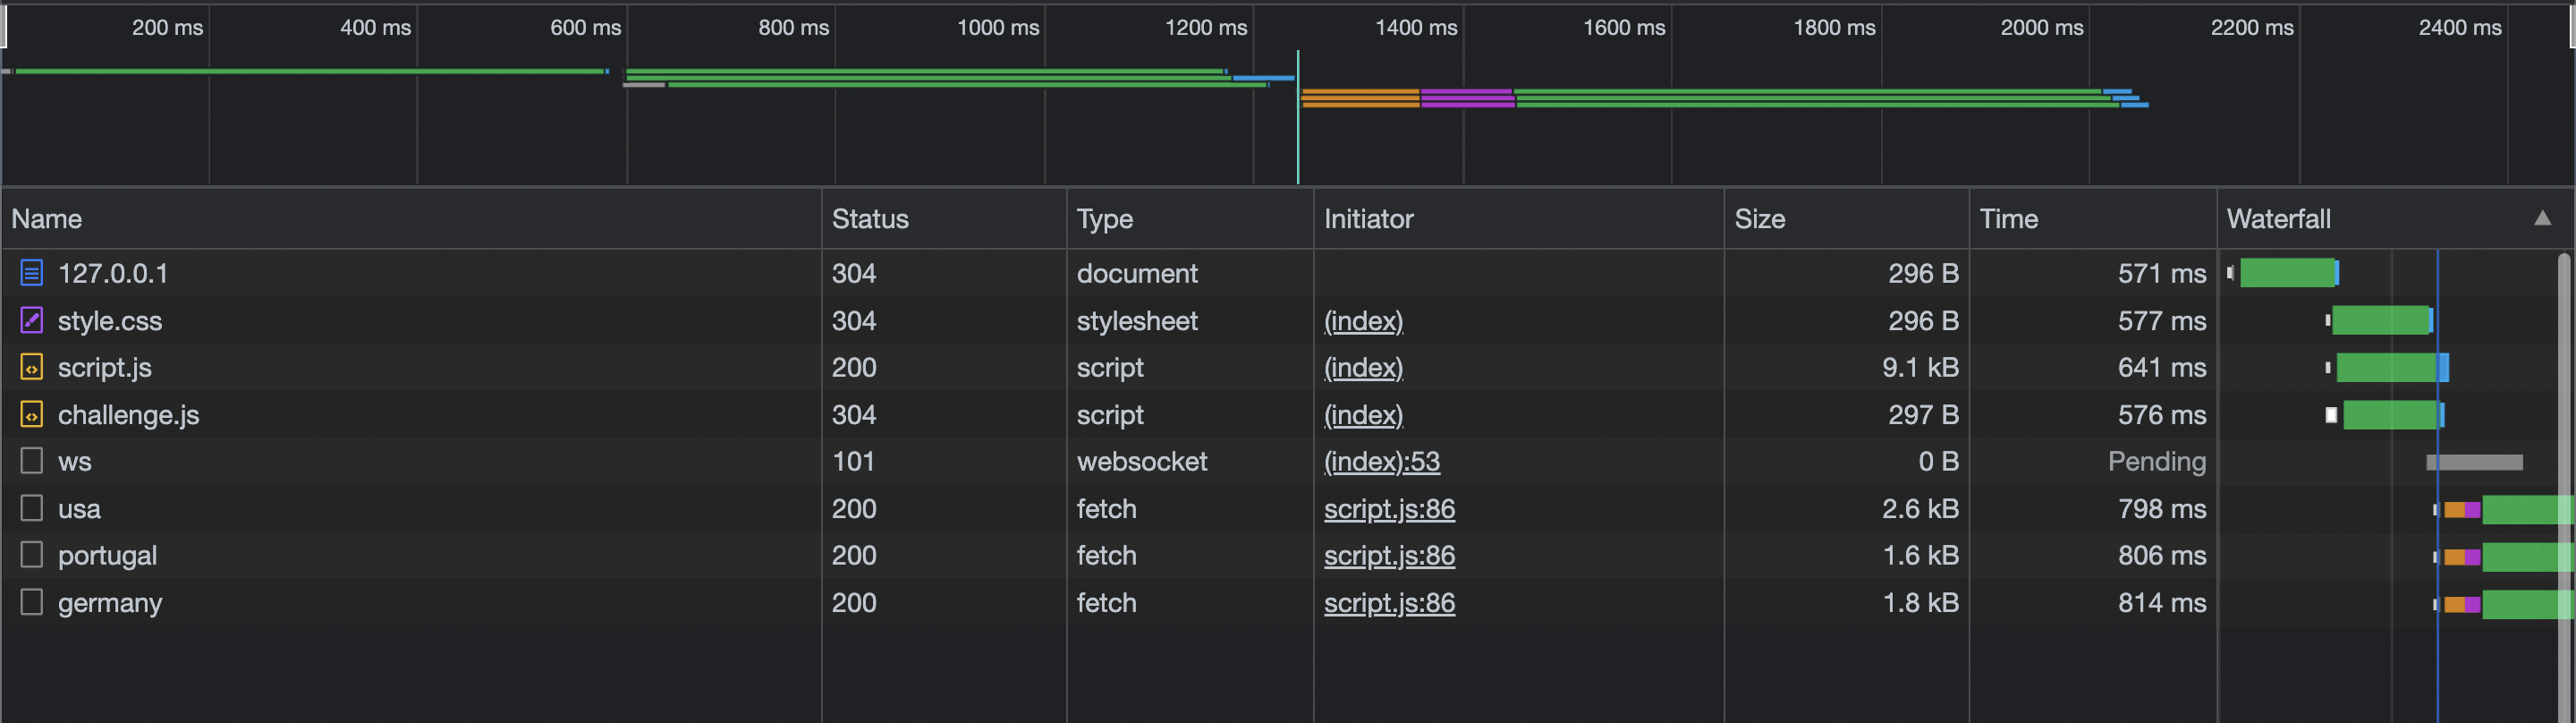 200 ms 400 ms 600 ms 800 ms 1000 ms 1200 ms 1400 ms 1600 ms 1800 ms 2000 ms 2200 ms 2400 ms
Name Status Type Initiator Size Time Waterfall
127.0.0.1 304 document 296 B 571 ms
style.css 304 stylesheet (index) 296 B 577 ms
script.js 200 script (index) 9.1 kB 641 ms
challenge.js 304 script (index) 297 B 576 ms
ws 101 websocket (index):53 0 B Pending
usa 200 fetch script.js:86 2.6 kB 798 ms
portugal 200 fetch script.js:86 1.6 kB 806 ms
germany 200 fetch script.js:86 1.8 kB 814 ms